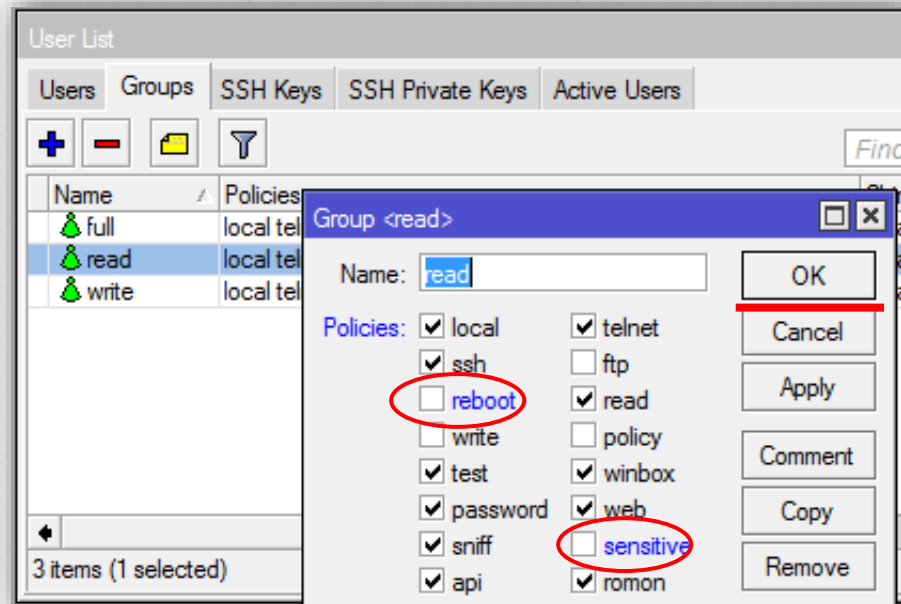 User List
Users Groups SSH Keys SSH Private Keys Active Users
Find
Name Policies
full local tel
read local tel
write local tel
Group <read>
Name: read OK
Policies: local telnet Cancel
ssh ftp
reboot read Apply
write policy
test winbox Comment
password web Copy
sniff sensitive
api romon Remove
3 items (1 selected)